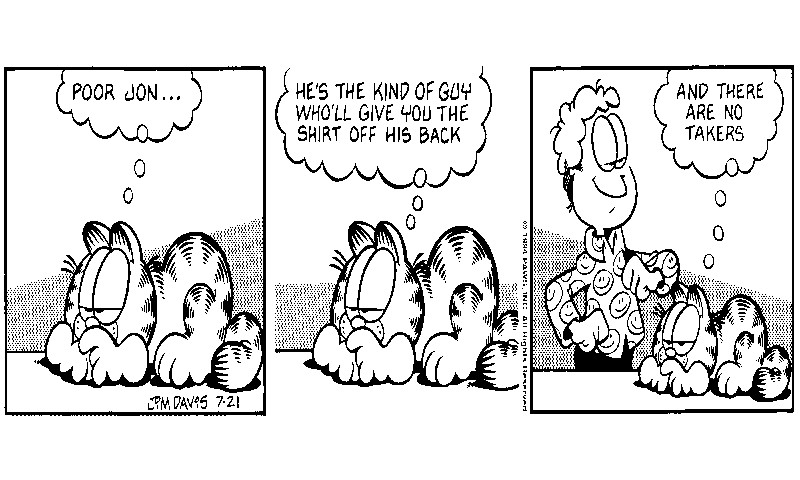 POOR JON...
JIM DAVIS 7-21
HE'S THE KIND OF GUY
WHO'LL GIVE YOU THE
SHIRT OFF HIS BACK
AND THERE
ARE NO
TAKERS